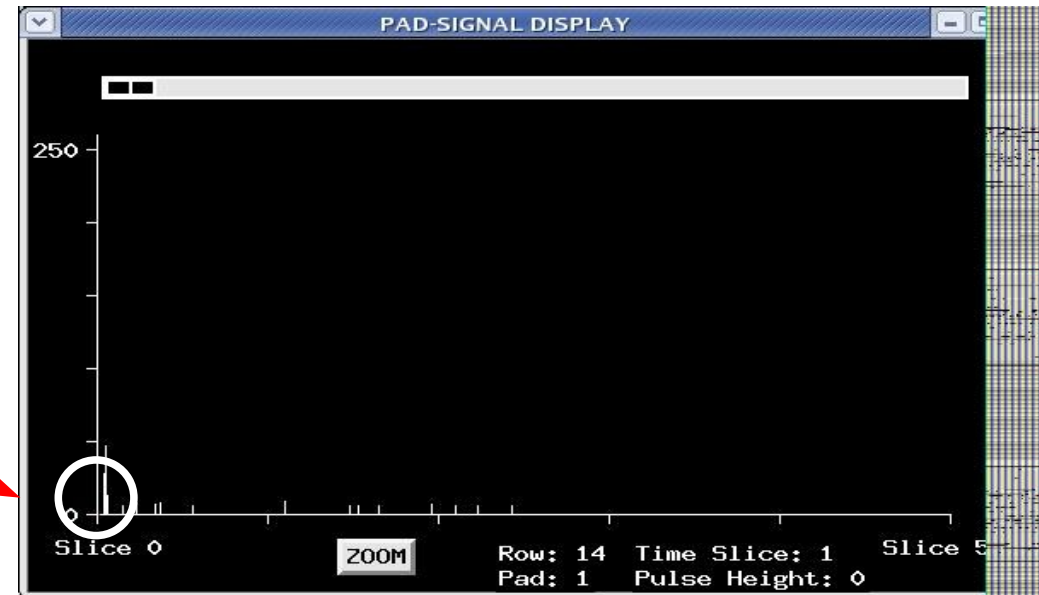 PAD-SIGNAL DISPLAY
250
0
Slice 0
ZOOM
Row: 14 Time Slice: 1
Slice 5
Pad: 1 Pulse Height: 0